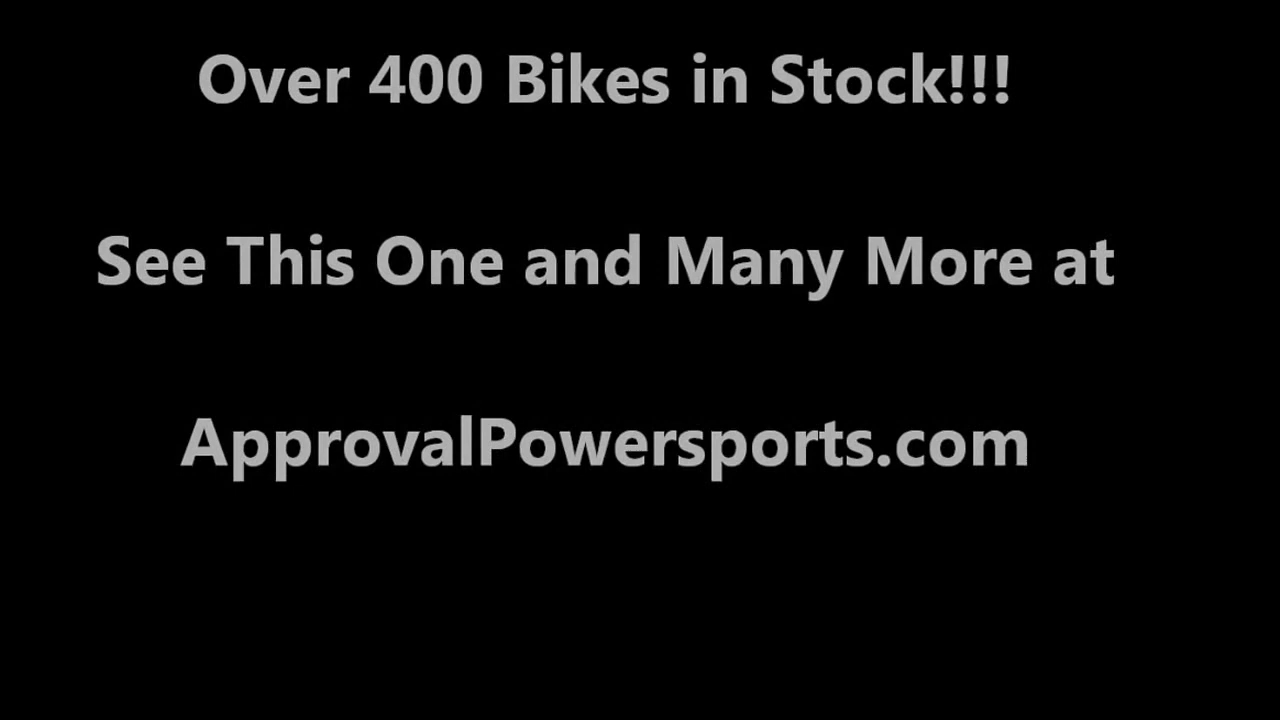 Over 400 Bikes in Stock!!!
See This One and Many More at
ApprovalPowersports.com